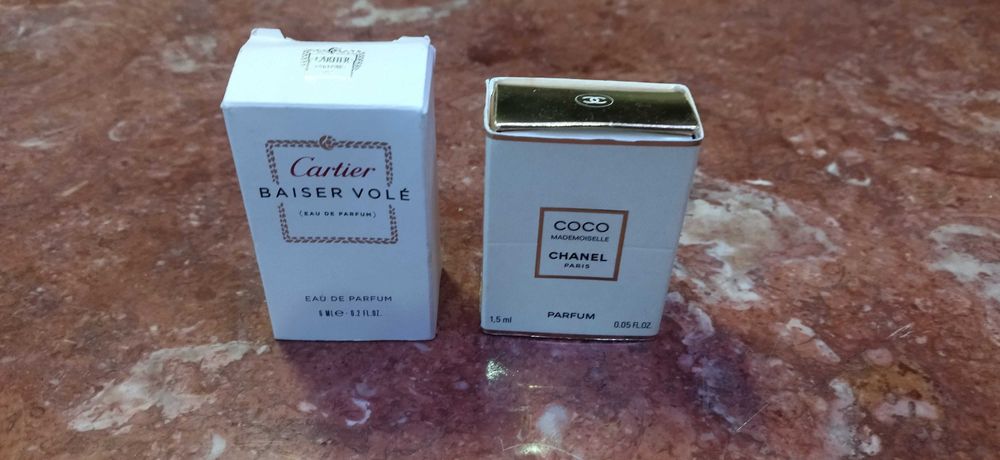 CARTIER
Cartier
BAISER VOLÉ
(EAU DE PARFUM)
EAU DE PARFUM
6 ML e - 0.2 FL.OZ.
COCO
MADEMOISELLE
CHANEL
PARIS
PARFUM
1,5 ml
0.05 FL.OZ.